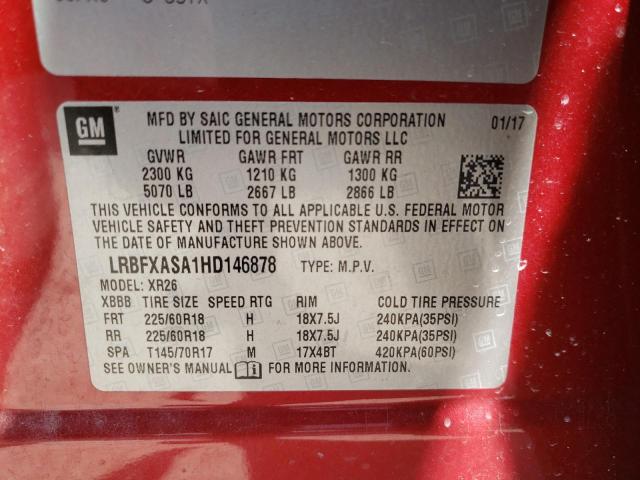 GM
MFD BY SAIC GENERAL MOTORS CORPORATION 01/17
LIMITED FOR GENERAL MOTORS LLC
GVWR GAWR FRT GAWR RR
2300 KG 1210 KG 1300 KG
5070 LB 2667 LB 2866 LB
THIS VEHICLE CONFORMS TO ALL APPLICABLE U.S. FEDERAL MOTOR
VEHICLE SAFETY AND THEFT PREVENTION STANDARDS IN EFFECT ON
THE DATE OF MANUFACTURE SHOWN ABOVE.
LRBFXASA1HD146878 TYPE: M.P.V.
MODEL: XR26
XBBB TIRE SIZE SPEED RTG RIM COLD TIRE PRESSURE
FRT 225/60R18 H 18X7.5J 240KPA(35PSI)
RR 225/60R18 H 18X7.5J 240KPA(35PSI)
SPA T145/70R17 M 17X4BT 420KPA(60PSI)
SEE OWNER'S MANUAL FOR MORE INFORMATION.